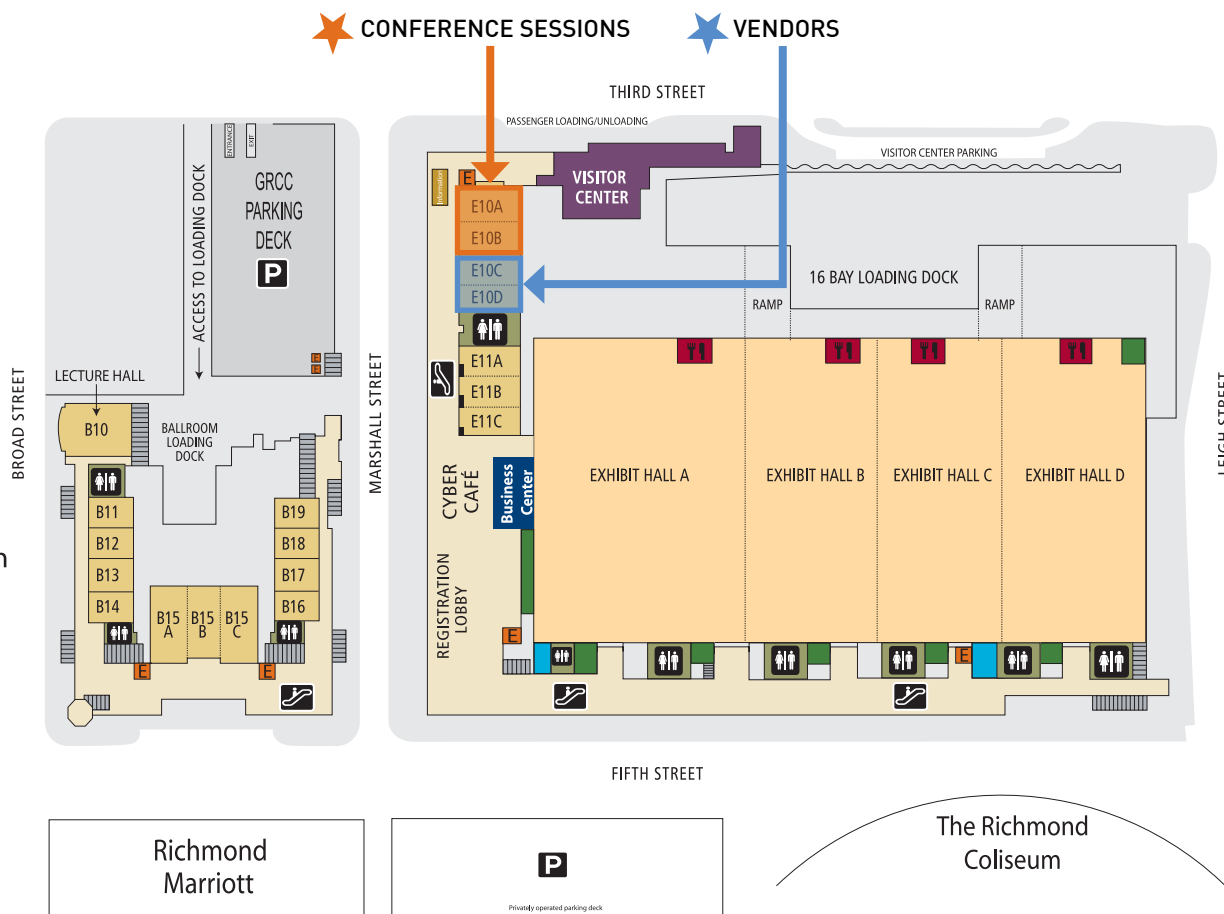 CONFERENCE SESSIONS
VENDORS
THIRD STREET
PASSENGER LOADING/UNLOADING
VISITOR CENTER PARKING
ENTRANCE
EXIT
ACCESS TO LOADING DOCK
GRCC
PARKING
DECK
P
E
E
Information
E
E10A
E10B
E10C
E10D
VISITOR
CENTER
16 BAY LOADING DOCK
RAMP
RAMP
E11A
E11B
E11C
BROAD STREET
MARSHALL STREET
LEIGH STREET
LECTURE HALL
B10
BALLROOM
LOADING
DOCK
B11
B12
B13
B14
B15
A
B15
B
B15
C
B19
B18
B17
B16
E
E
CYBER
CAFÉ
Business
Center
REGISTRATION
LOBBY
E
EXHIBIT HALL A
EXHIBIT HALL B
EXHIBIT HALL C
EXHIBIT HALL D
E
FIFTH STREET
Richmond
Marriott
P
Privately operated parking deck
The Richmond
Coliseum